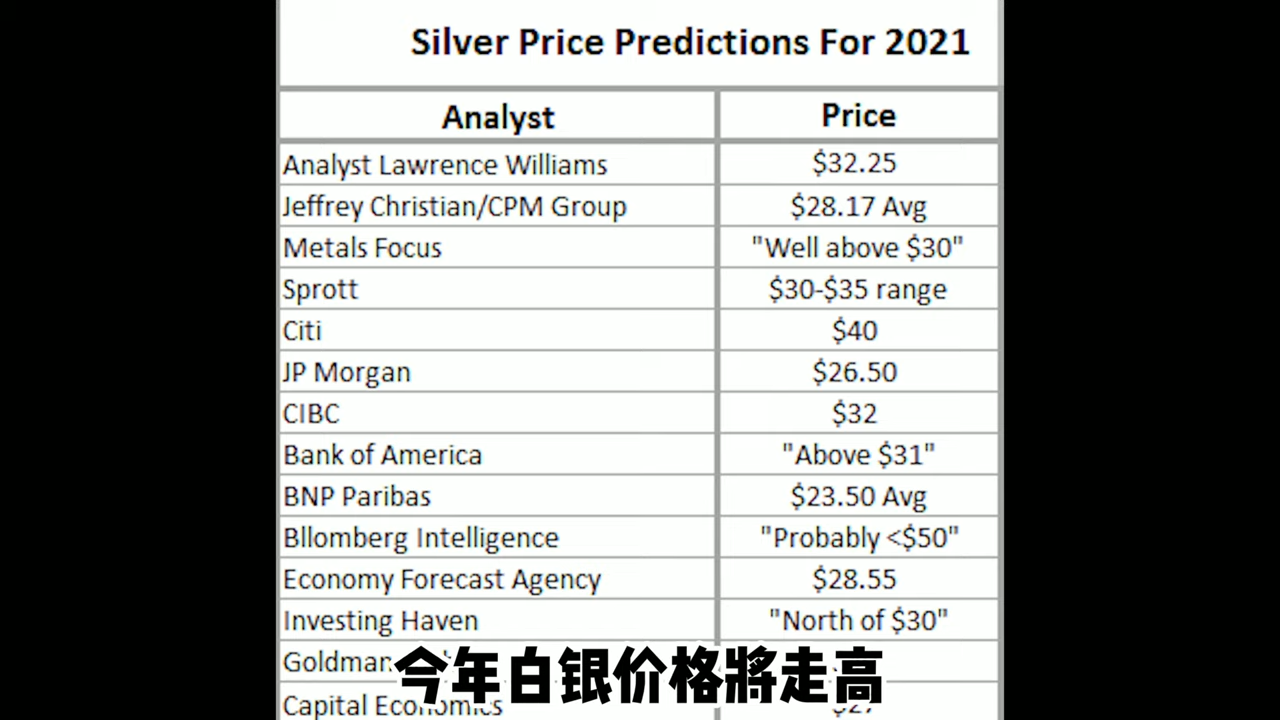 Silver Price Predictions For 2021
Analyst Price
Analyst Lawrence Williams $32.25
Jeffrey Christian/CPM Group $28.17 Avg
Metals Focus "Well above $30"
Sprott $30-$35 range
Citi $40
JP Morgan $26.50
CIBC $32
Bank of America "Above $31"
BNP Paribas $23.50 Avg
Bllomberg Intelligence "Probably <$50"
Economy Forecast Agency $28.55
Investing Haven "North of $30"
Goldman
今年白银价格將走高
Capital Economics $27